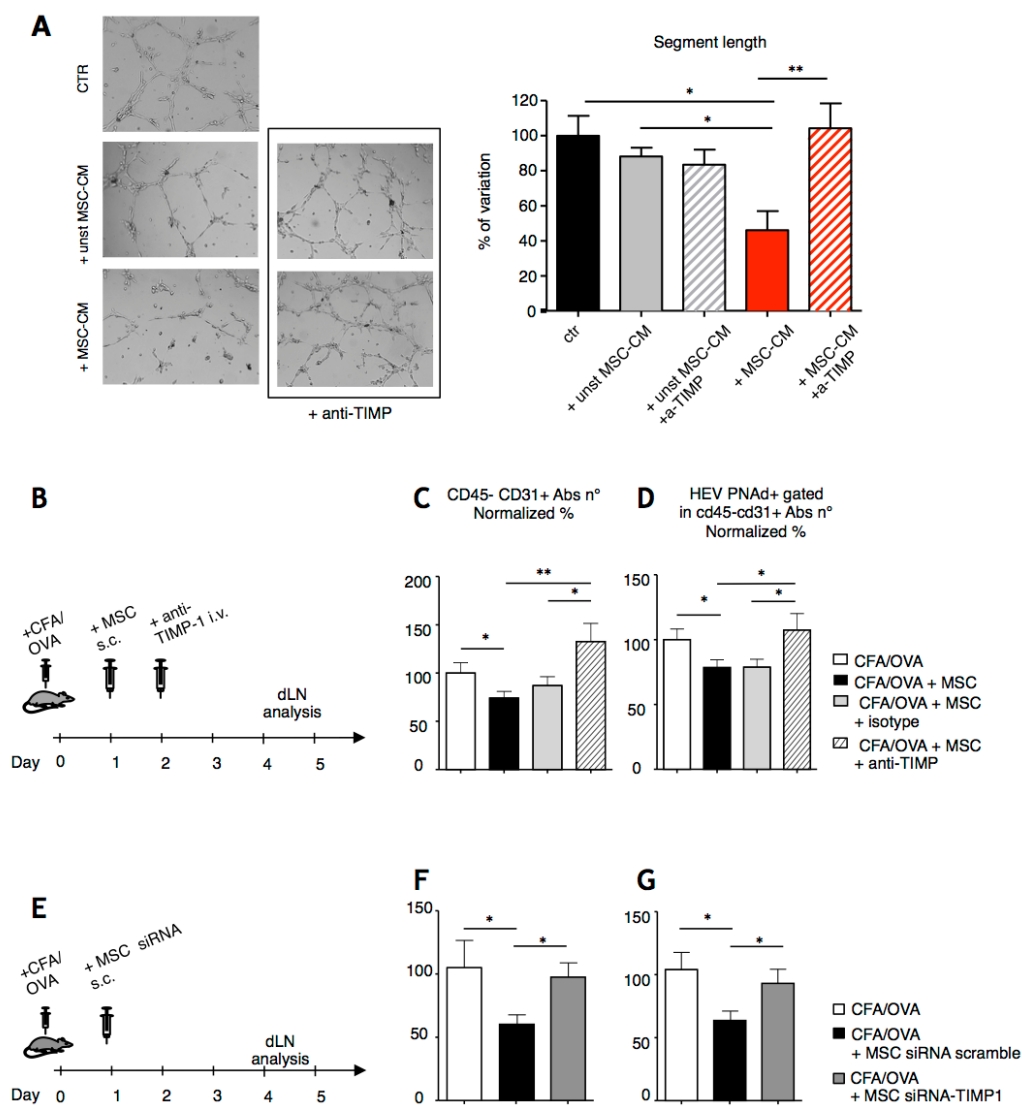 A
CTR
+ unst MSC-CM
+ MSC-CM
+ anti-TIMP
Segment length
% of variation
120
100
80
60
40
20
0
*
*
**
ctr
+ unst MSC-CM
+ unst MSC-CM
+a-TIMP
+ MSC-CM
+ MSC-CM
+a-TIMP
B
+CFA/
OVA
+ MSC
s.c.
+ anti-
TIMP-1 i.v.
dLN
analysis
Day 0 1 2 3 4 5
C
CD45- CD31+ Abs n°
Normalized %
200
150
100
50
0
*
**
*
D
HEV PNAd+ gated
in cd45-cd31+ Abs n°
Normalized %
150
100
50
0
*
*
*
CFA/OVA
CFA/OVA + MSC
CFA/OVA + MSC
+ isotype
CFA/OVA + MSC
+ anti-TIMP
E
+CFA/
OVA
+ MSC siRNA
s.c.
dLN
analysis
Day 0 1 2 3 4 5
F
150
100
50
0
*
*
G
150
100
50
0
*
*
CFA/OVA
CFA/OVA
+ MSC siRNA scramble
CFA/OVA
+ MSC siRNA-TIMP1